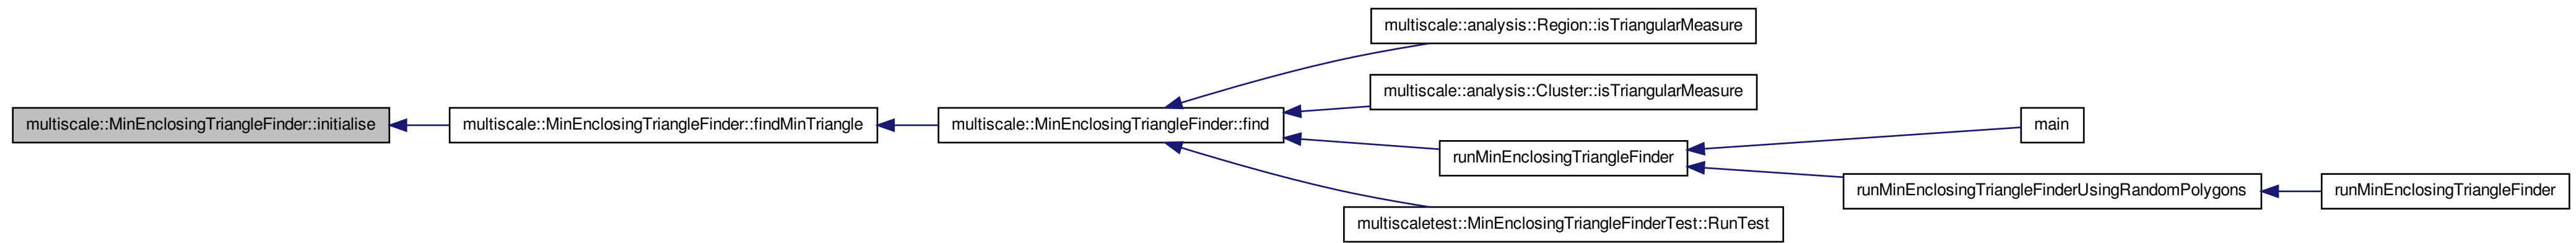 multiscale::MinEnclosingTriangleFinder::initialise
multiscale::MinEnclosingTriangleFinder::findMinTriangle
multiscale::MinEnclosingTriangleFinder::find
multiscale::analysis::Region::isTriangularMeasure
multiscale::analysis::Cluster::isTriangularMeasure
runMinEnclosingTriangleFinder
main
runMinEnclosingTriangleFinderUsingRandomPolygons
runMinEnclosingTriangleFinder
multiscaletest::MinEnclosingTriangleFinderTest::RunTest